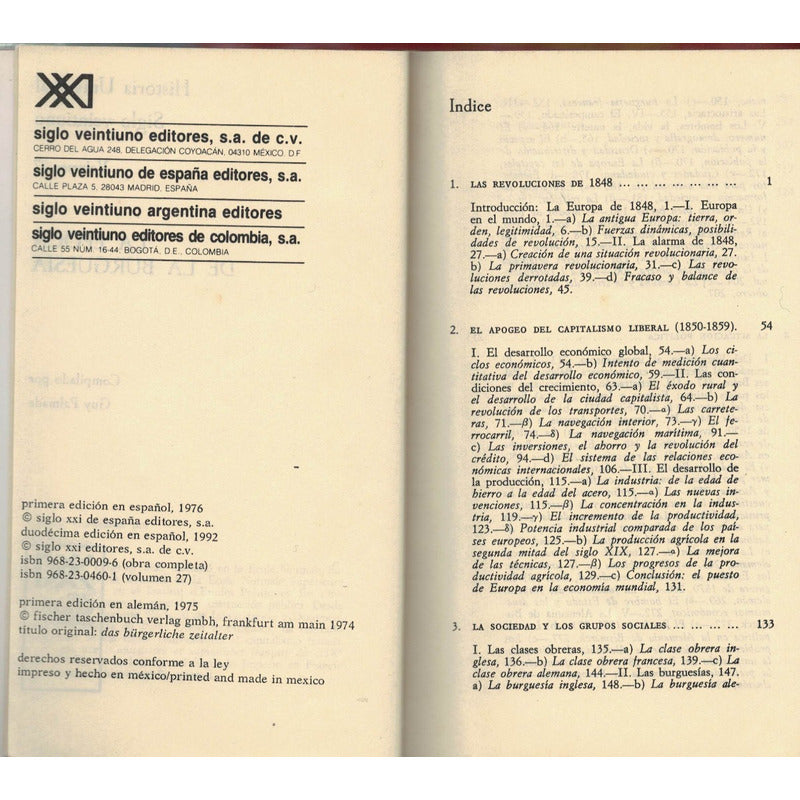 XXI
siglo veintiuno editores, s.a. de c.v.
CERRO DEL AGUA 248, DELEGACIÓN COYOACÁN, 04310 MÉXICO, D.F
siglo veintiuno de españa editores, s.a.
CALLE PLAZA 5, 28043 MADRID, ESPAÑA
siglo veintiuno argentina editores
siglo veintiuno editores de colombia, s.a.
CALLE 55 NÚM. 16-44, BOGOTÁ, D.E., COLOMBIA
DE LA BURGUESÍA
Compilado por
Guy Palmade
primera edición en español, 1976
© siglo xxi de españa editores, s.a.
duodécima edición en español, 1992
© siglo xxi editores, s.a. de c.v.
isbn 968-23-0009-6 (obra completa)
isbn 968-23-0460-1 (volumen 27)
primera edición en alemán, 1975
© fischer taschenbuch verlag gmbh, frankfurt am main 1974
título original: das bürgerliche zeitalter
derechos reservados conforme a la ley
impreso y hecho en méxico/printed and made in mexico
Indice
1. LAS REVOLUCIONES DE 1848 ... ... ... ... ... ... ... 1
Introducción: La Europa de 1848, 1.—I. Europa
en el mundo, 1.—a) La antigua Europa: tierra, or-
den, legitimidad, 6.—b) Fuerzas dinámicas, posibili-
dades de revolución, 15.—II. La alarma de 1848,
27.—a) Creación de una situación revolucionaria, 27.
b) La primavera revolucionaria, 31.—c) Las revo-
luciones derrotadas, 39.—d) Fracaso y balance de
las revoluciones, 45.
2. EL APOGEO DEL CAPITALISMO LIBERAL (1850-1859). 54
I. El desarrollo económico global, 54.—a) Los ci-
clos económicos, 54.—b) Intento de medición cuan-
titativa del desarrollo económico, 59.—II. Las con-
diciones del crecimiento, 63.—a) El éxodo rural y
el desarrollo de la ciudad capitalista, 64.—b) La
revolución de los transportes, 70.—α) Las carrete-
ras, 71.—β) La navegación interior, 73.—γ) El fe-
rrocarril, 74.—δ) La navegación marítima, 91.—
c) Las inversiones, el ahorro y la revolución del
crédito, 94.—d) El sistema de las relaciones eco-
nómicas internacionales, 106.—III. El desarrollo de
la producción, 115.—a) La industria: de la edad de
hierro a la edad del acero, 115.—α) Las nuevas in-
venciones, 115.—β) La concentración en la indus-
tria, 119.—γ) El incremento de la productividad,
123.—δ) Potencia industrial comparada de los paí-
ses europeos, 125.—b) La producción agrícola en la
segunda mitad del siglo XIX, 127.—α) La mejora
de las técnicas, 127.—β) Los progresos de la pro-
ductividad agrícola, 129.—c) Conclusión: el puesto
de Europa en la economía mundial, 131.
3. LA SOCIEDAD Y LOS GRUPOS SOCIALES ... ... ... ... 133
I. Las clases obreras, 135.—a) La clase obrera in-
glesa, 136.—b) La clase obrera francesa, 139.—c) La
clase obrera alemana, 144.—II. Las burguesías, 147.
a) La burguesía inglesa, 148.—b) La burguesía ale-